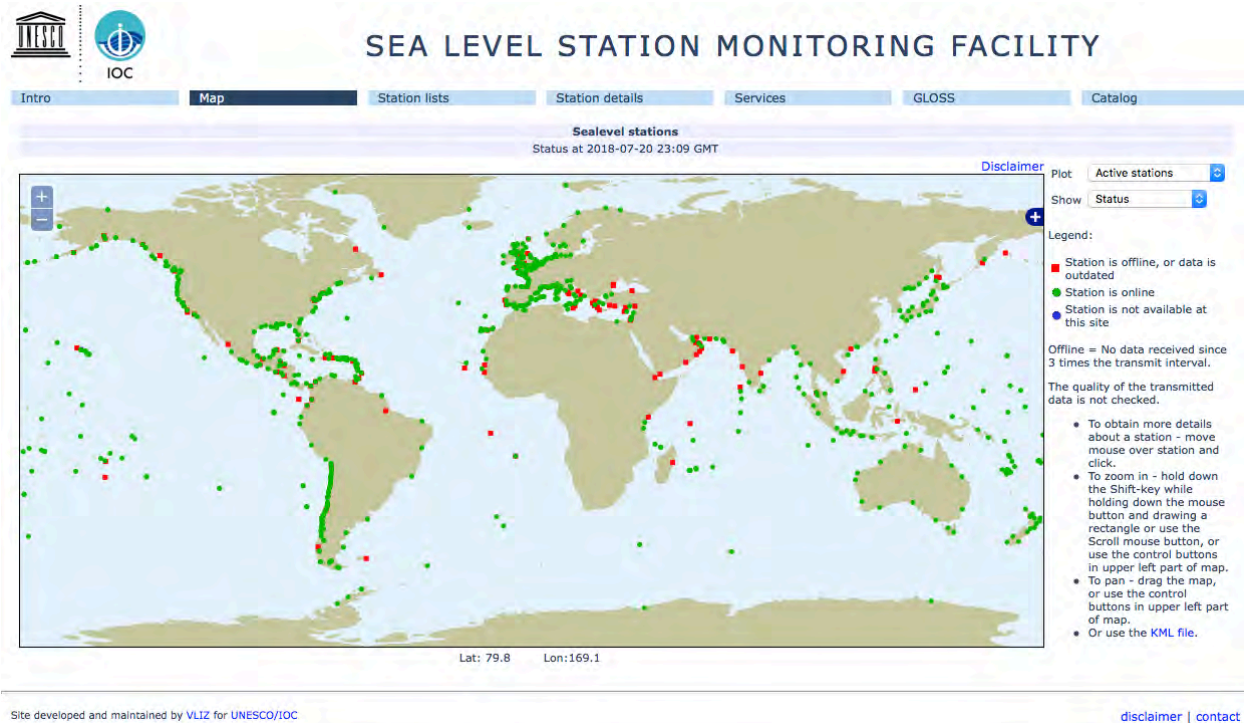 UNESCO
IOC
SEA LEVEL STATION MONITORING FACILITY
Intro
Map
Station lists
Station details
Services
GLOSS
Catalog
Sealevel stations
Status at 2018-07-20 23:09 GMT
Disclaimer
Plot
Active stations
Show
Status
+
−
+
Legend:
Station is offline, or data is
outdated
Station is online
Station is not available at
this site
Offline = No data received since
3 times the transmit interval.
The quality of the transmitted
data is not checked.
• To obtain more details
about a station - move
mouse over station and
click.
• To zoom in - hold down
the Shift-key while
holding down the mouse
button and drawing a
rectangle or use the
Scroll mouse button, or
use the control buttons
in upper left part of map.
• To pan - drag the map,
or use the control
buttons in upper left part
of map.
• Or use the KML file.
Lat: 79.8 Lon:169.1
Site developed and maintained by VLIZ for UNESCO/IOC
disclaimer | contact